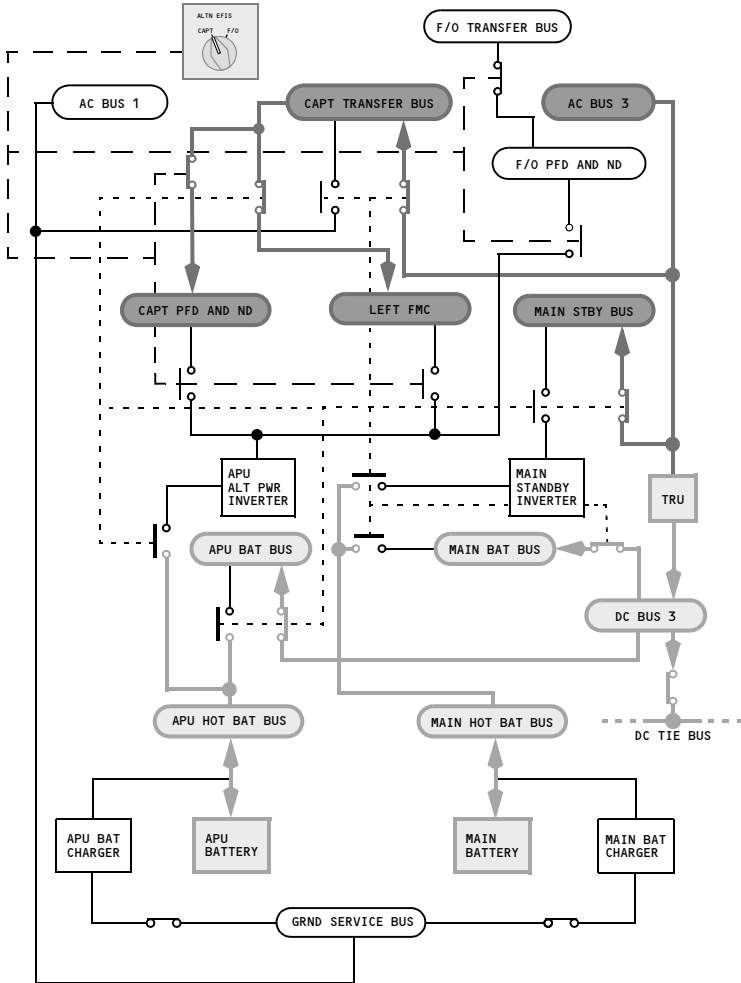 ALTN EFIS
CAPT F/O
F/O TRANSFER BUS
AC BUS 1
CAPT TRANSFER BUS
AC BUS 3
F/O PFD AND ND
CAPT PFD AND ND
LEFT FMC
MAIN STBY BUS
APU
ALT PWR
INVERTER
MAIN
STANDBY
INVERTER
TRU
APU BAT BUS
MAIN BAT BUS
DC BUS 3
APU HOT BAT BUS
MAIN HOT BAT BUS
DC TIE BUS
APU BAT
CHARGER
APU
BATTERY
MAIN
BATTERY
MAIN BAT
CHARGER
GRND SERVICE BUS